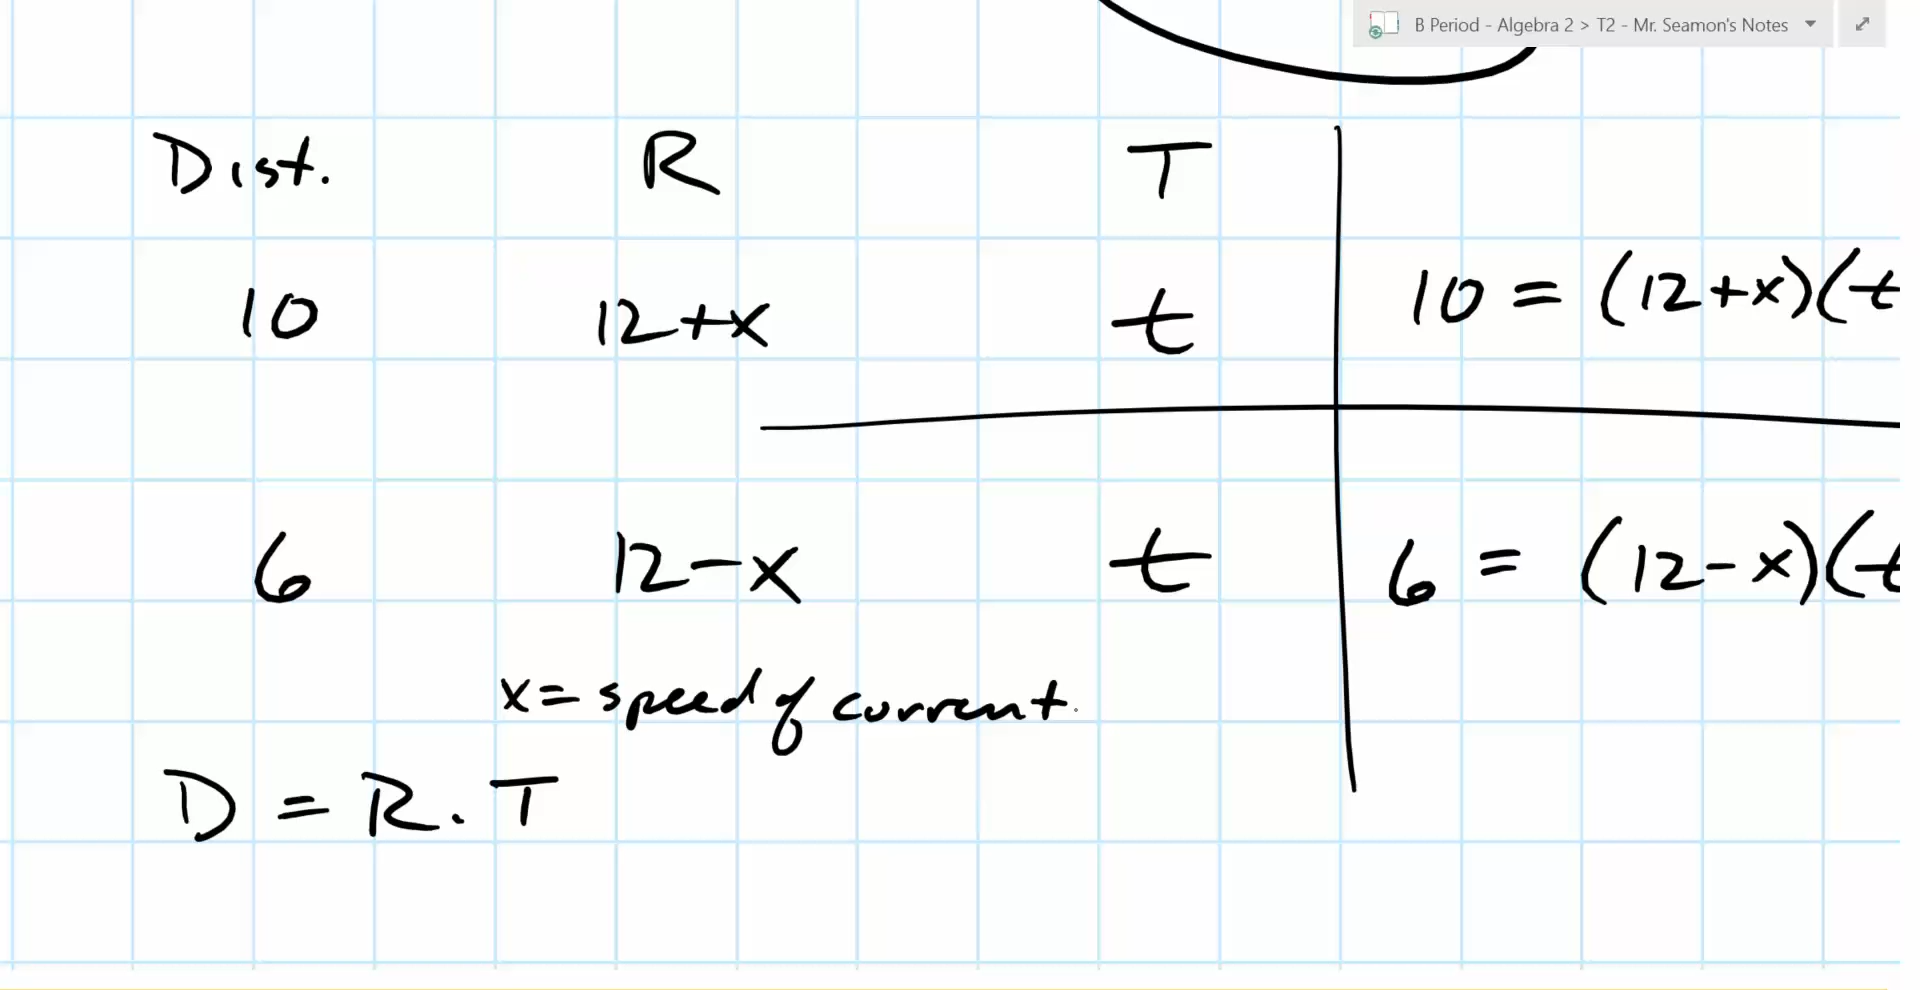 B Period - Algebra 2 > T2 - Mr. Seamon's Notes
Dist. R T
10 12+x t 10 = (12+x)(t
6 12-x t 6 = (12-x)(t
x = speed of current.
D = R · T